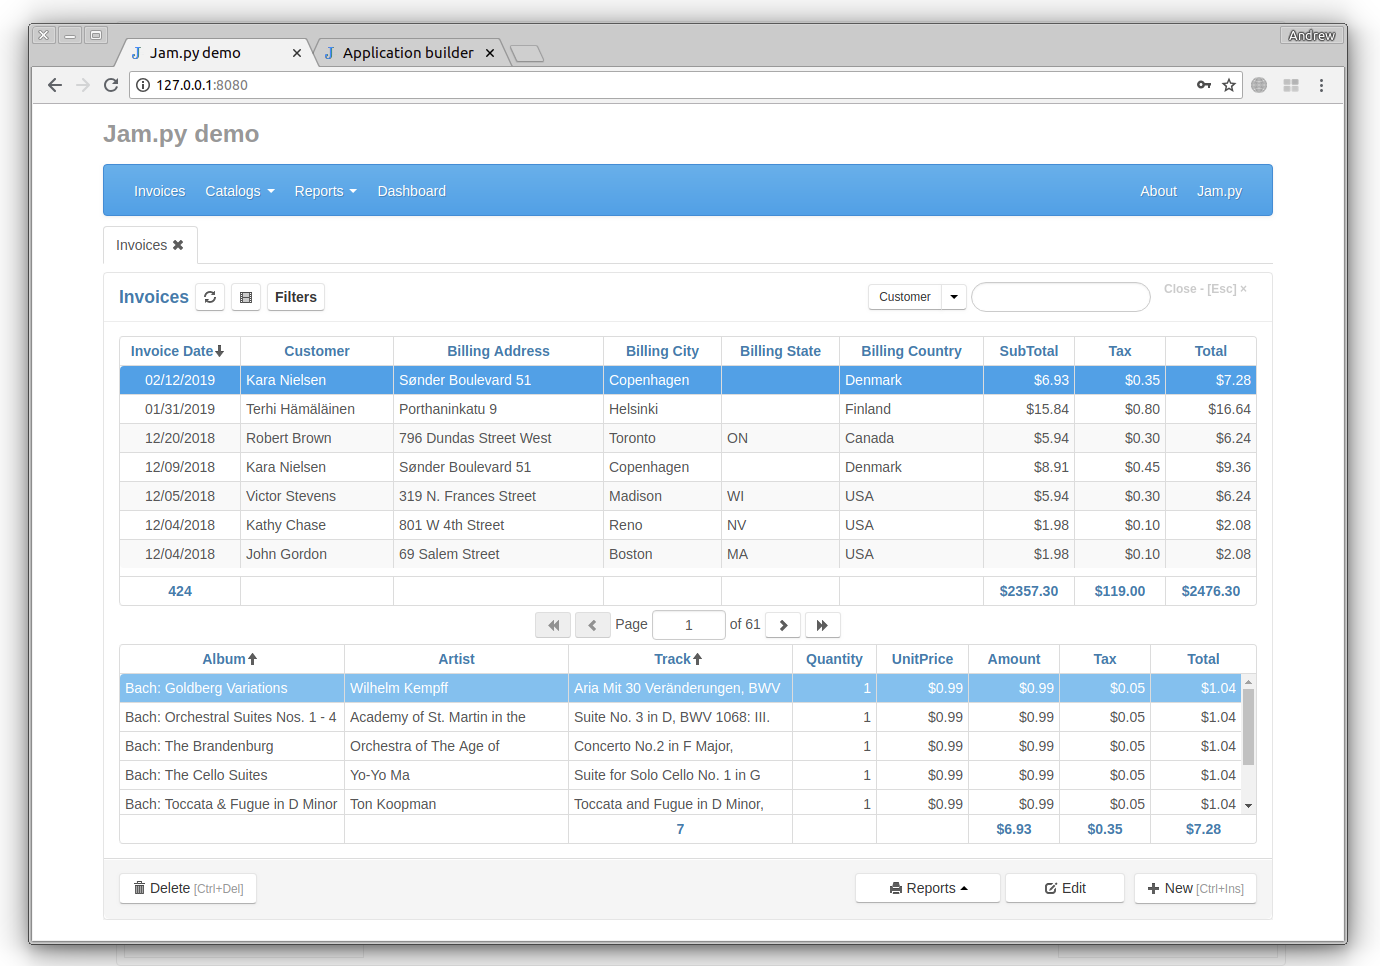 Andrew
Jam.py demo × Application builder ×
127.0.0.1:8080
Jam.py demo
Invoices Catalogs Reports Dashboard About Jam.py
Invoices ✖
Invoices Filters Customer Close - [Esc] ×
Invoice Date Customer Billing Address Billing City Billing State Billing Country SubTotal Tax Total
02/12/2019 Kara Nielsen Sønder Boulevard 51 Copenhagen Denmark $6.93 $0.35 $7.28
01/31/2019 Terhi Hämäläinen Porthaninkatu 9 Helsinki Finland $15.84 $0.80 $16.64
12/20/2018 Robert Brown 796 Dundas Street West Toronto ON Canada $5.94 $0.30 $6.24
12/09/2018 Kara Nielsen Sønder Boulevard 51 Copenhagen Denmark $8.91 $0.45 $9.36
12/05/2018 Victor Stevens 319 N. Frances Street Madison WI USA $5.94 $0.30 $6.24
12/04/2018 Kathy Chase 801 W 4th Street Reno NV USA $1.98 $0.10 $2.08
12/04/2018 John Gordon 69 Salem Street Boston MA USA $1.98 $0.10 $2.08
424 $2357.30 $119.00 $2476.30
Page 1 of 61
Album Artist Track Quantity UnitPrice Amount Tax Total
Bach: Goldberg Variations Wilhelm Kempff Aria Mit 30 Veränderungen, BWV 1 $0.99 $0.99 $0.05 $1.04
Bach: Orchestral Suites Nos. 1 - 4 Academy of St. Martin in the Suite No. 3 in D, BWV 1068: III. 1 $0.99 $0.99 $0.05 $1.04
Bach: The Brandenburg Orchestra of The Age of Concerto No.2 in F Major, 1 $0.99 $0.99 $0.05 $1.04
Bach: The Cello Suites Yo-Yo Ma Suite for Solo Cello No. 1 in G 1 $0.99 $0.99 $0.05 $1.04
Bach: Toccata & Fugue in D Minor Ton Koopman Toccata and Fugue in D Minor, 1 $0.99 $0.99 $0.05 $1.04
7 $6.93 $0.35 $7.28
Delete [Ctrl+Del] Reports Edit New [Ctrl+Ins]